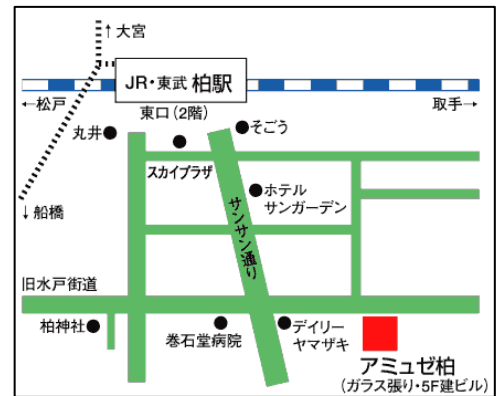 ↑大宮
JR・東武 柏駅
←松戸
東口(2階)
取手→
丸井
そごう
スカイプラザ
ホテル
サンガーデン
↓船橋
サンサン通り
旧水戸街道
柏神社
巻石堂病院
デイリー
ヤマザキ
アミュゼ柏
(ガラス張り・5F建ビル)